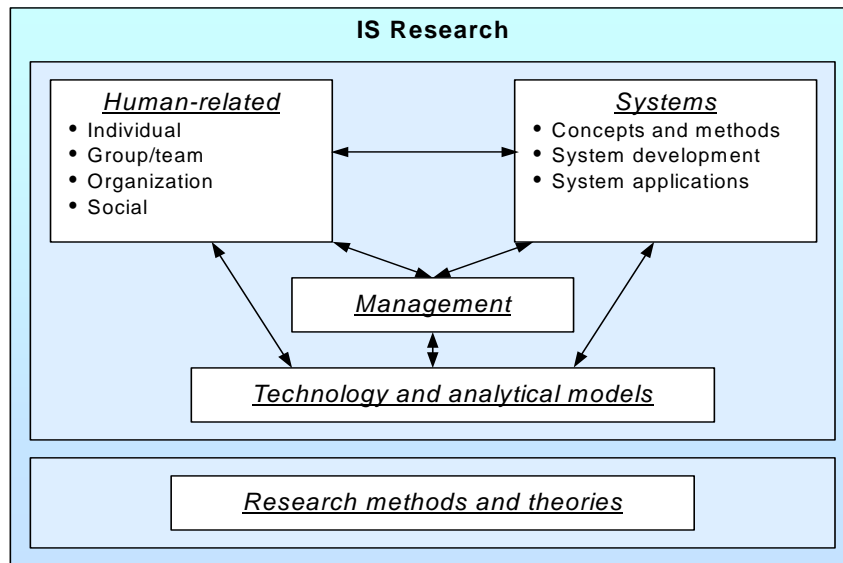 IS Research
Human-related
• Individual
• Group/team
• Organization
• Social
Systems
• Concepts and methods
• System development
• System applications
Management
Technology and analytical models
Research methods and theories